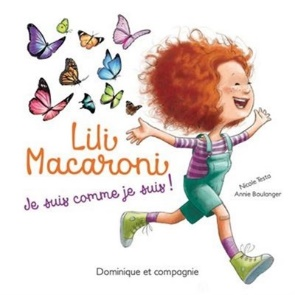 Lili
Macaroni
Je suis comme je suis !
Nicole Testa
Annie Boulanger
Dominique et compagnie